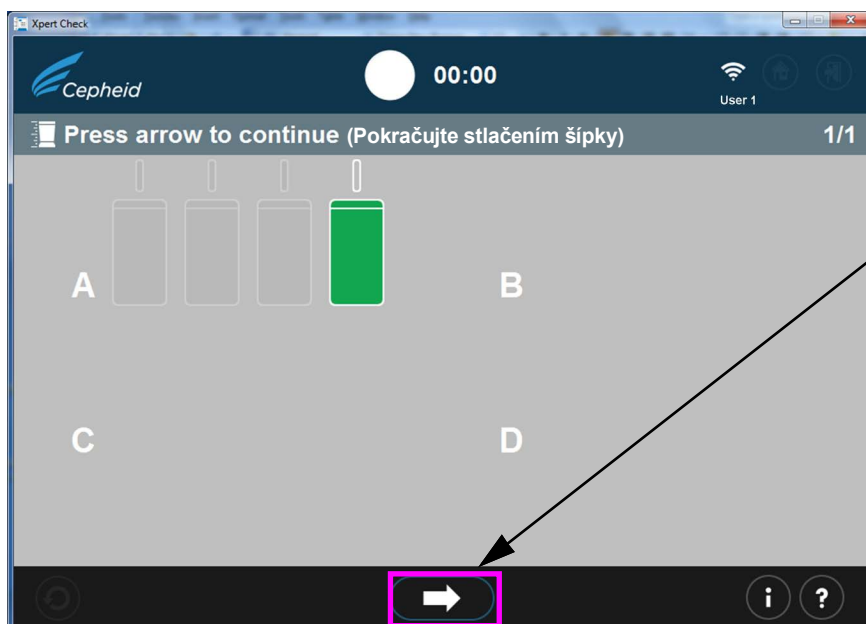 Xpert Check
Cepheid
00:00
User 1
Press arrow to continue (Pokračujte stlačením šípky)
1/1
A
B
C
D
i
?